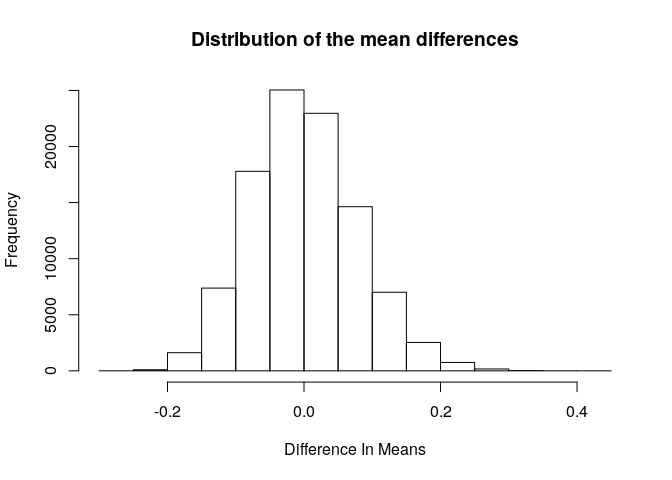 Distribution of the mean differences
Frequency
20000
10000
5000
0
-0.2 0.0 0.2 0.4
Difference In Means